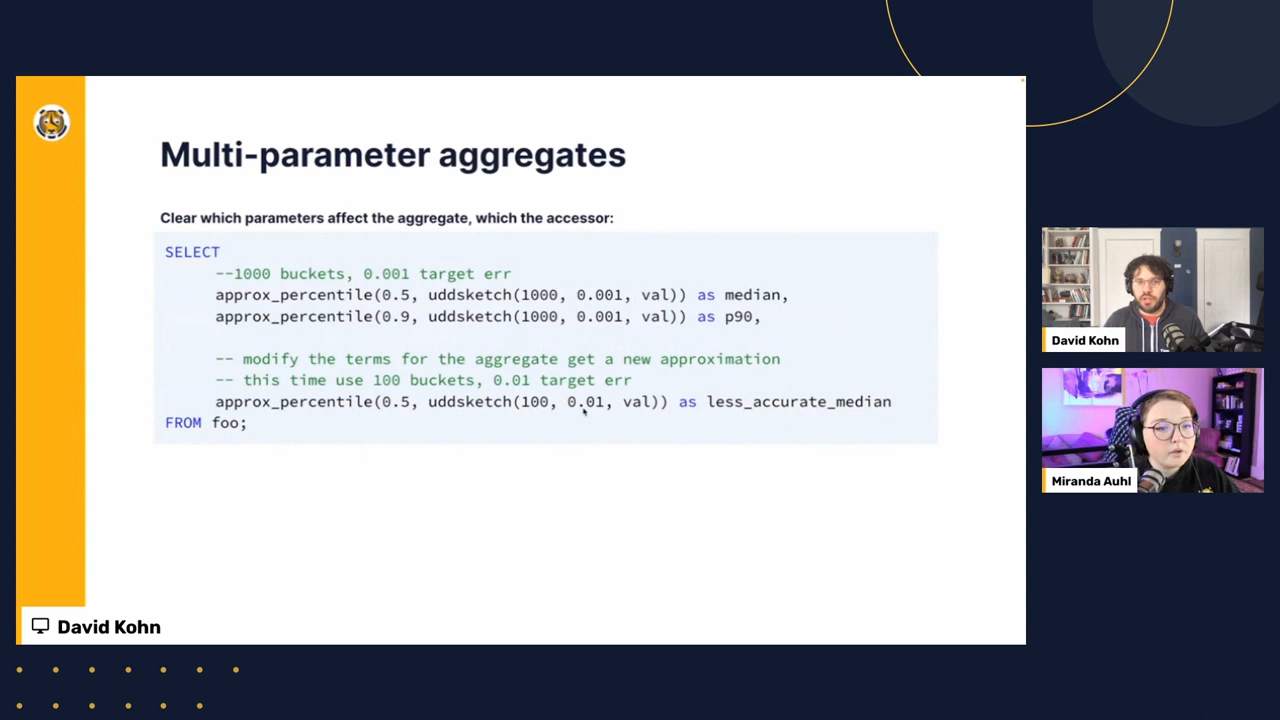 Multi-parameter aggregates
Clear which parameters affect the aggregate, which the accessor:
SELECT
--1000 buckets, 0.001 target err
approx_percentile(0.5, uddsketch(1000, 0.001, val)) as median,
approx_percentile(0.9, uddsketch(1000, 0.001, val)) as p90,
-- modify the terms for the aggregate get a new approximation
-- this time use 100 buckets, 0.01 target err
approx_percentile(0.5, uddsketch(100, 0.01, val)) as less_accurate_median
FROM foo;
David Kohn
David Kohn
Miranda Auhl